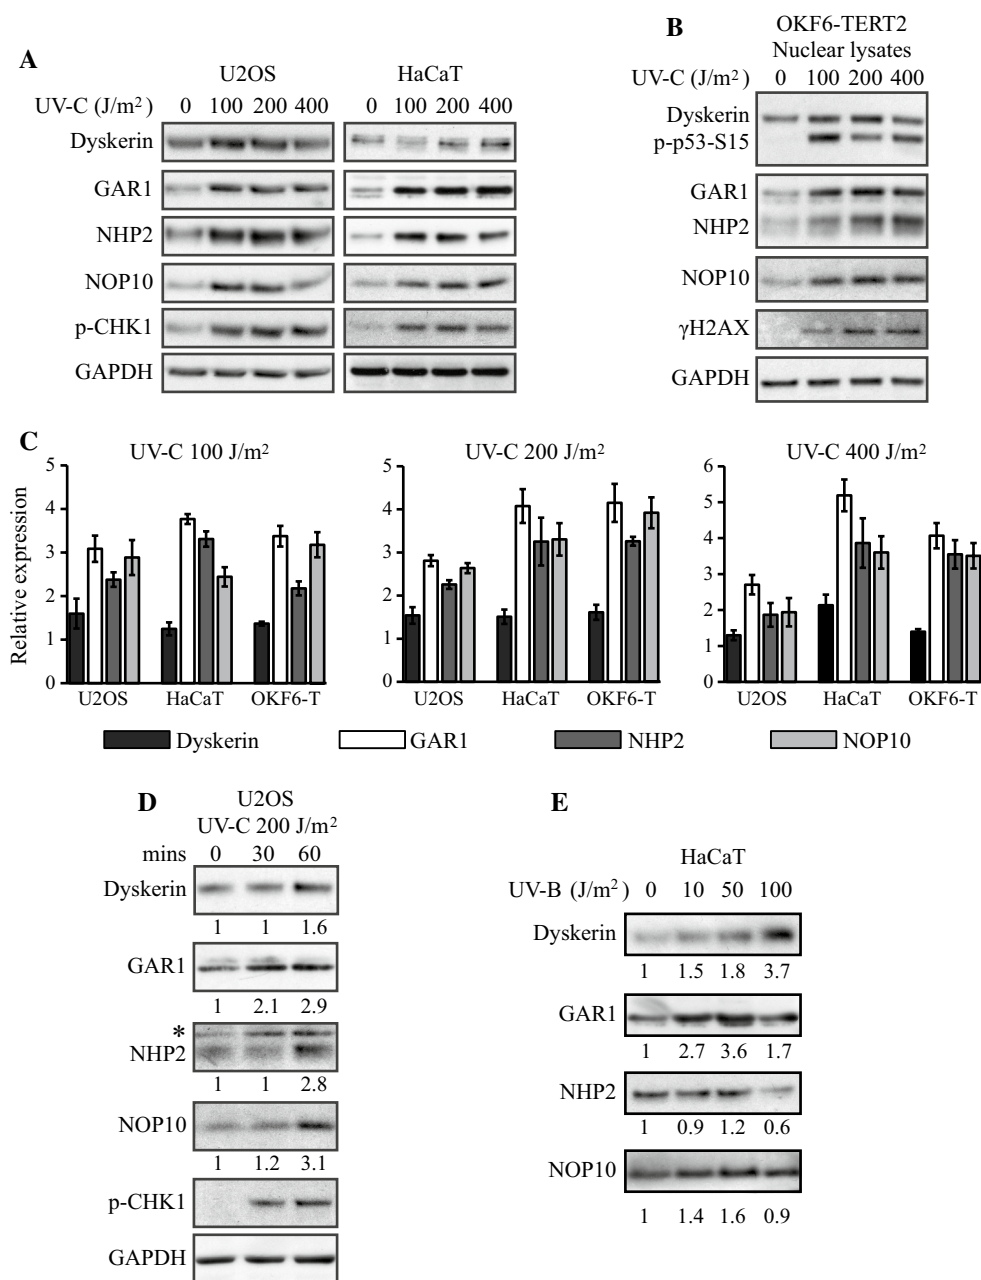 A
U2OS HaCaT
UV-C (J/m²) 0 100 200 400 0 100 200 400
Dyskerin
GAR1
NHP2
NOP10
p-CHK1
GAPDH
B
OKF6-TERT2
Nuclear lysates
UV-C (J/m²) 0 100 200 400
Dyskerin
p-p53-S15
GAR1
NHP2
NOP10
γH2AX
GAPDH
C
Relative expression
UV-C 100 J/m²
5
4
3
2
1
0
U2OS HaCaT OKF6-T
UV-C 200 J/m²
5
4
3
2
1
0
U2OS HaCaT OKF6-T
UV-C 400 J/m²
6
5
4
3
2
1
0
U2OS HaCaT OKF6-T
Dyskerin GAR1 NHP2 NOP10
D
U2OS
UV-C 200 J/m²
mins 0 30 60
Dyskerin
1 1 1.6
GAR1
1 2.1 2.9
*
NHP2
1 1 2.8
NOP10
1 1.2 3.1
p-CHK1
GAPDH
E
HaCaT
UV-B (J/m²) 0 10 50 100
Dyskerin
1 1.5 1.8 3.7
GAR1
1 2.7 3.6 1.7
NHP2
1 0.9 1.2 0.6
NOP10
1 1.4 1.6 0.9